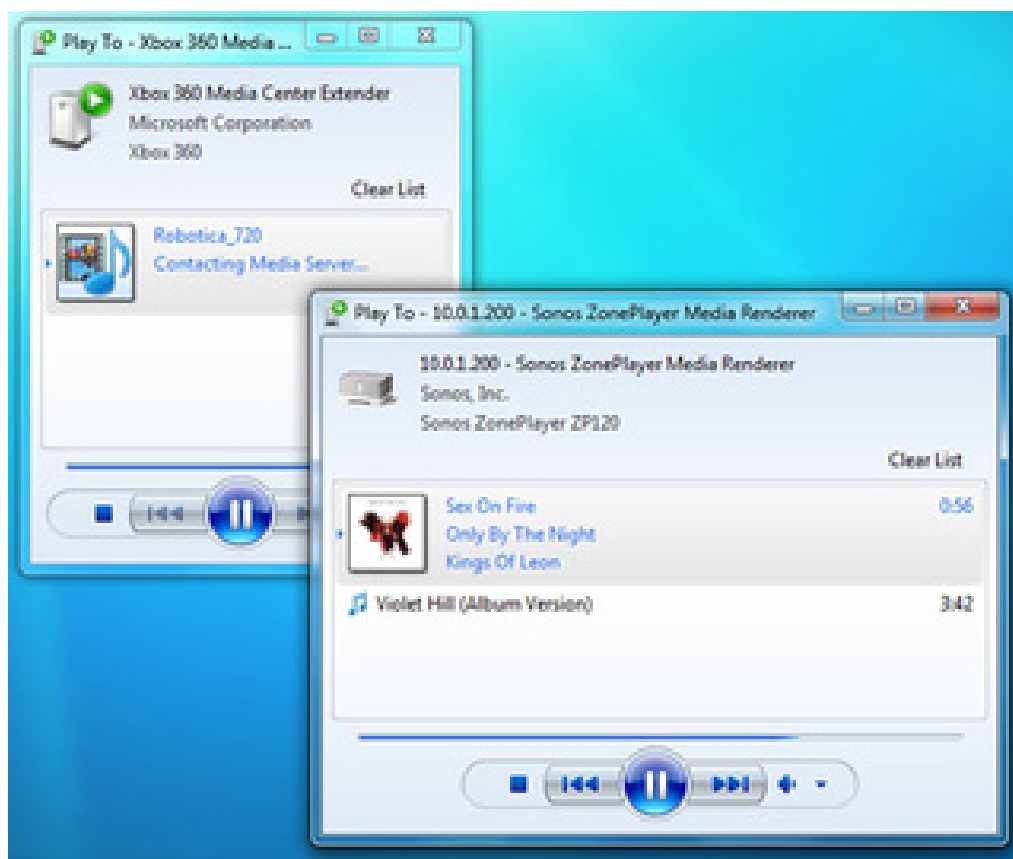 Play To - Xbox 360 Media ...
Xbox 360 Media Center Extender
Microsoft Corporation
Xbox 360
Clear List
Robotica_720
Contacting Media Server...
Play To - 10.0.1.200 - Sonos ZonePlayer Media Renderer
10.0.1.200 - Sonos ZonePlayer Media Renderer
Sonos, Inc.
Sonos ZonePlayer ZP120
Clear List
Sex On Fire 0:56
Only By The Night
Kings Of Leon
Violet Hill (Album Version) 3:42